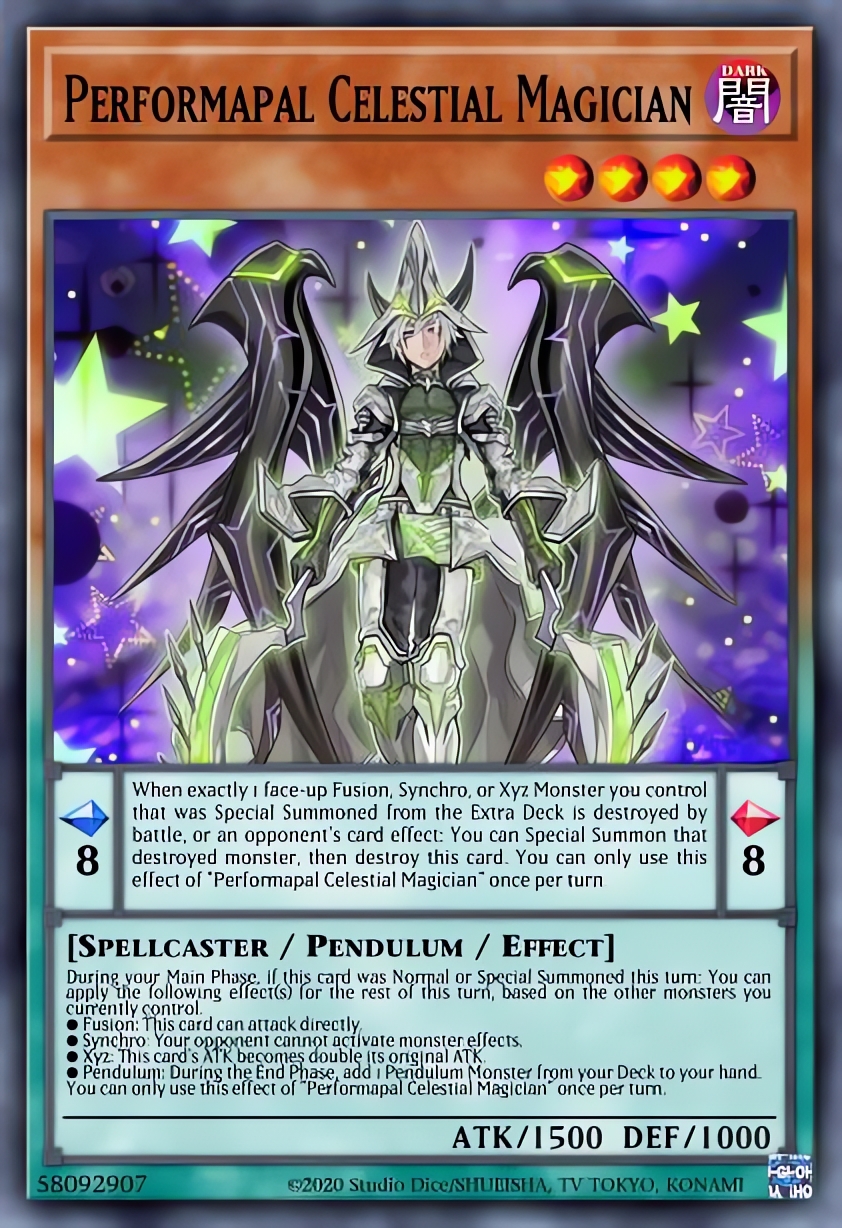 PERFORMAPAL CELESTIAL MAGICIAN
DARK
闇
When exactly 1 face-up Fusion, Synchro, or Xyz Monster you control
that was Special Summoned from the Extra Deck is destroyed by
battle, or an opponent's card effect: You can Special Summon that
destroyed monster, then destroy this card. You can only use this
effect of "Performapal Celestial Magician" once per turn.
8
8
[SPELLCASTER / PENDULUM / EFFECT]
During your Main Phase, if this card was Normal or Special Summoned this turn: You can
apply the following effect(s) for the rest of this turn, based on the other monsters you
currently control.
● Fusion: This card can attack directly.
● Synchro: Your opponent cannot activate monster effects.
● Xyz: This card's ATK becomes double its original ATK.
● Pendulum: During the End Phase, add 1 Pendulum Monster from your Deck to your hand.
You can only use this effect of "Performapal Celestial Magician" once per turn.
ATK/1500 DEF/1000
58092907
©2020 Studio Dice/SHUEISHA, TV TOKYO, KONAMI